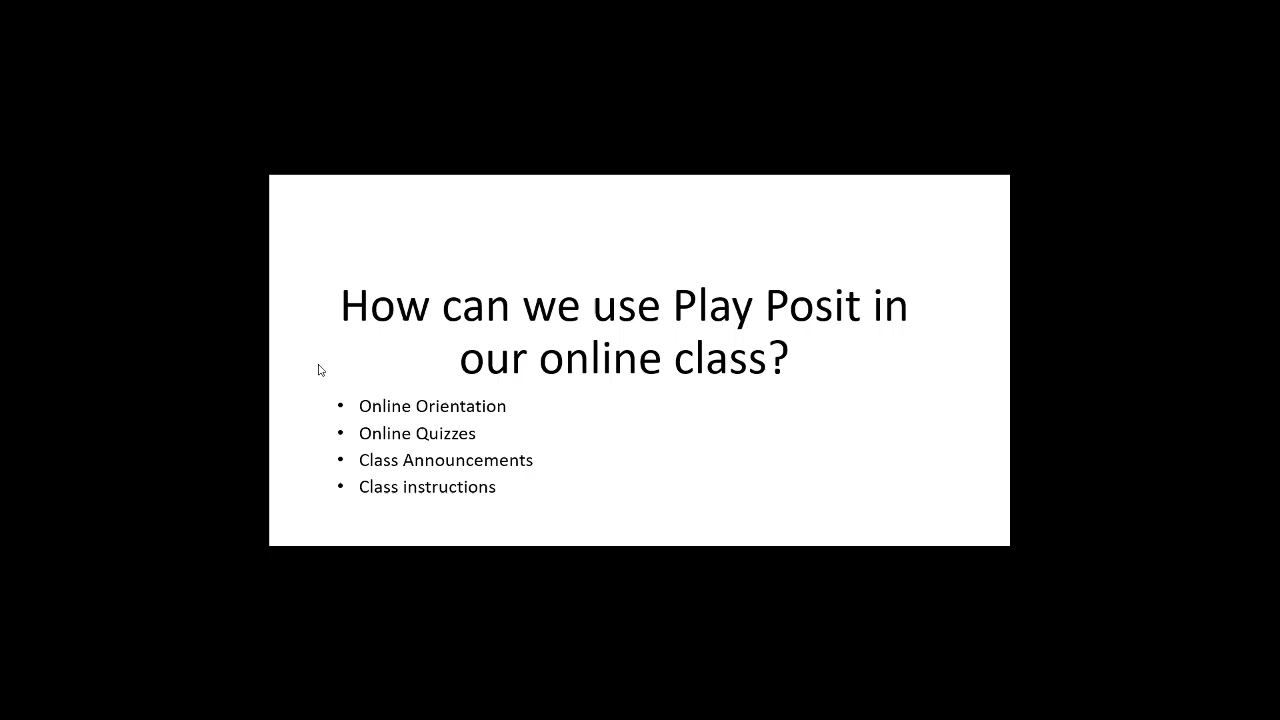 How can we use Play Posit in
our online class?
• Online Orientation
• Online Quizzes
• Class Announcements
• Class instructions